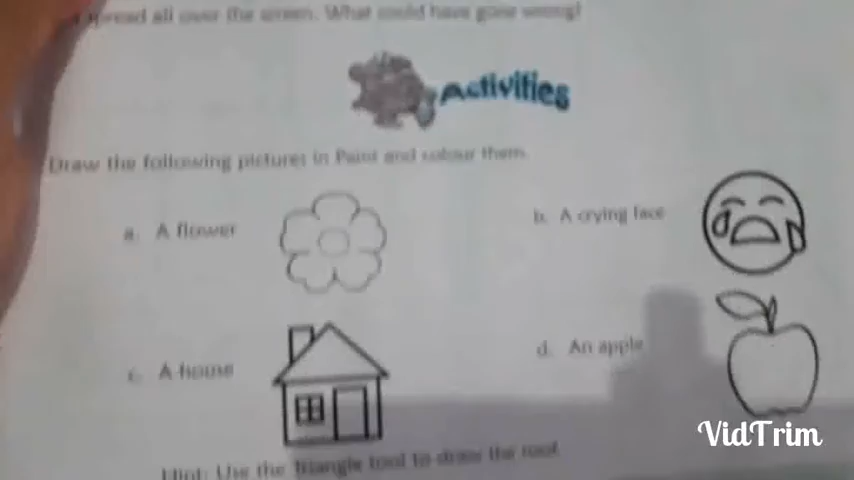 spread all over the screen. What could have gone wrong?
Activities
Draw the following pictures in Paint and colour them.
a. A flower
b. A crying face
c. A house
d. An apple
Hint: Use the Triangle tool to draw the roof
VidTrim